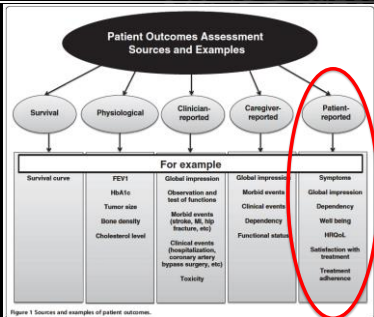 Patient Outcomes Assessment
Sources and Examples
Survival
Physiological
Clinician-
reported
Caregiver-
reported
Patient-
reported
For example
Survival curve
FEV1
HbA1c
Tumor size
Bone density
Cholesterol level
Global impression
Observation and
test of functions
Morbid events
(stroke, MI, hip
fracture, etc)
Clinical events
(hospitalization,
coronary artery
bypass surgery, etc)
Toxicity
Global impression
Morbid events
Clinical events
Dependency
Functional status
Symptoms
Global impression
Dependency
Well being
HRQoL
Satisfaction with
treatment
Treatment
adherence
Figure 1 Sources and examples of patient outcomes.